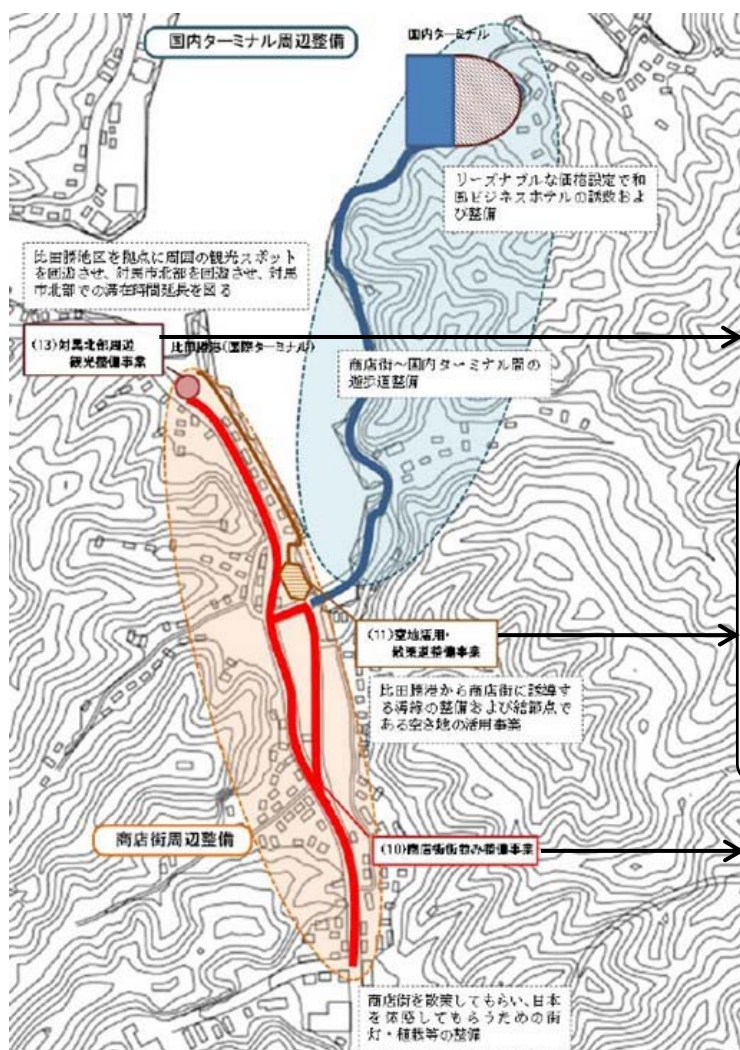 国内ターミナル周辺整備
国内ターミナル
リーズナブルな価格設定で和
風ビジネスホテルの誘致およ
び整備
比田勝地区を拠点に周囲の観光スポット
を回遊させ、対馬市北部を回遊させ、対馬
市北部での滞在時間延長を図る
(13)対馬北部周遊
観光整備事業
比田勝港(国際ターミナル)
商店街～国内ターミナル間の
遊歩道整備
(11)空地活用・
散策道整備事業
比田勝港から商店街に誘導す
る導線の整備および結節点で
ある空き地の活用事業
商店街周辺整備
(10)商店街街並み整備事業
商店街を散策してもらい、日本
を体感してもらうための街
灯・植栽等の整備